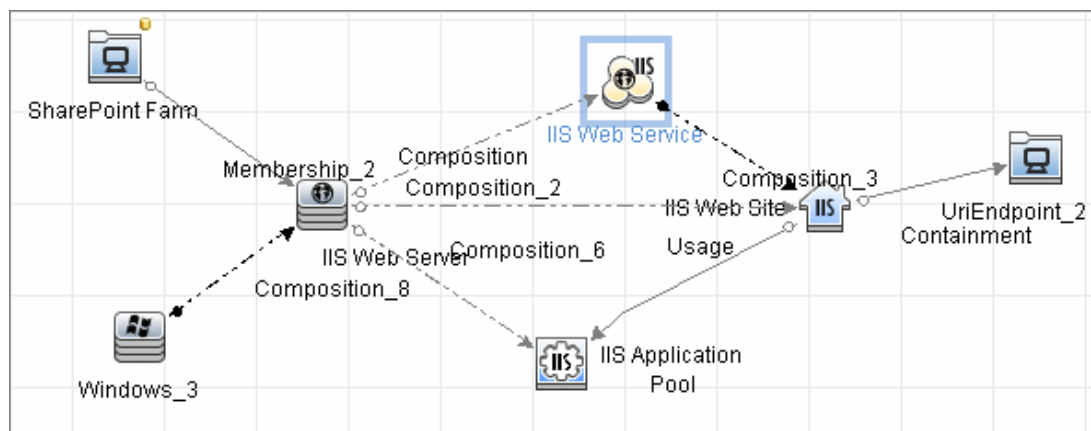 IIS
SharePoint Farm
IIS Web Service
Composition
Membership_2
Composition_2
Composition_3
IIS
IIS Web Site
UriEndpoint_2
Containment
Usage
Composition_6
IIS Web Server
Composition_8
IIS
IIS Application
Pool
Windows_3